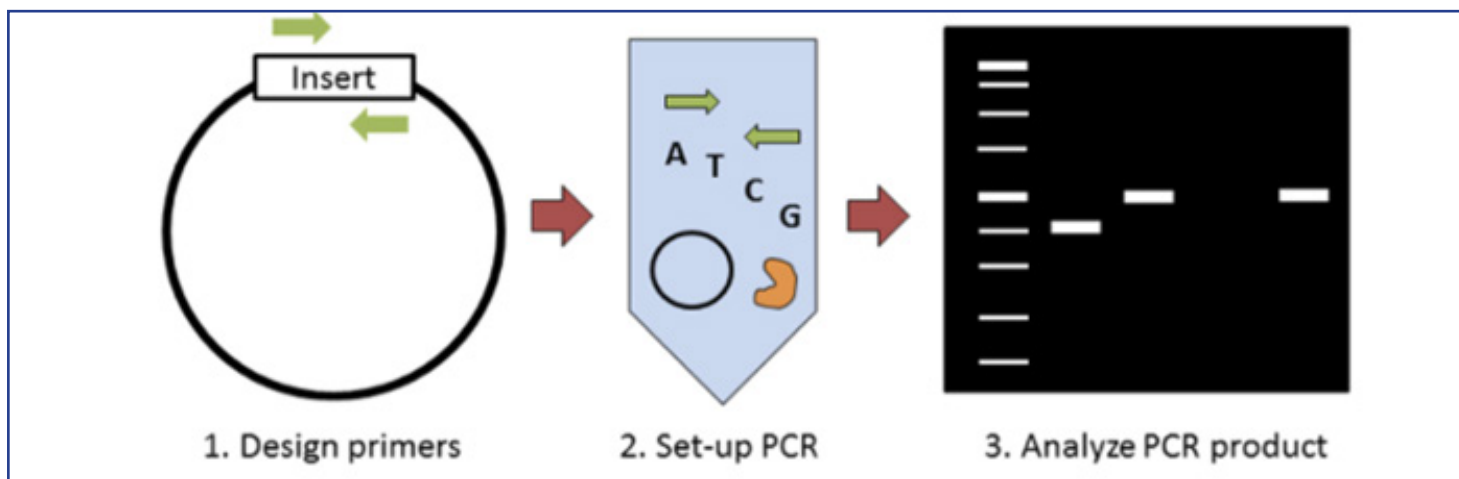 Insert
A
T
C
G
1. Design primers
2. Set-up PCR
3. Analyze PCR product